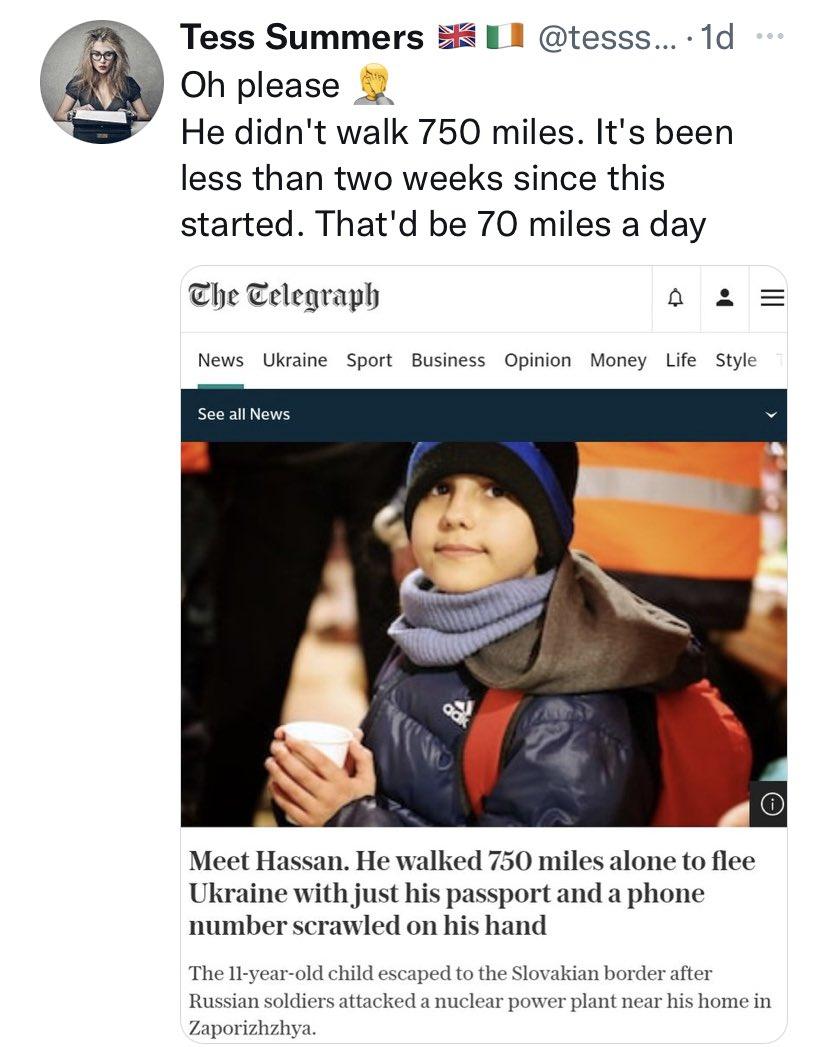 Tess Summers 🇬🇧 🇮🇪 @tesss... · 1d ...
Oh please 🤦
He didn't walk 750 miles. It's been
less than two weeks since this
started. That'd be 70 miles a day
The Telegraph
News Ukraine Sport Business Opinion Money Life Style T
See all News
adidas
Meet Hassan. He walked 750 miles alone to flee
Ukraine with just his passport and a phone
number scrawled on his hand
The 11-year-old child escaped to the Slovakian border after
Russian soldiers attacked a nuclear power plant near his home in
Zaporizhzhya.